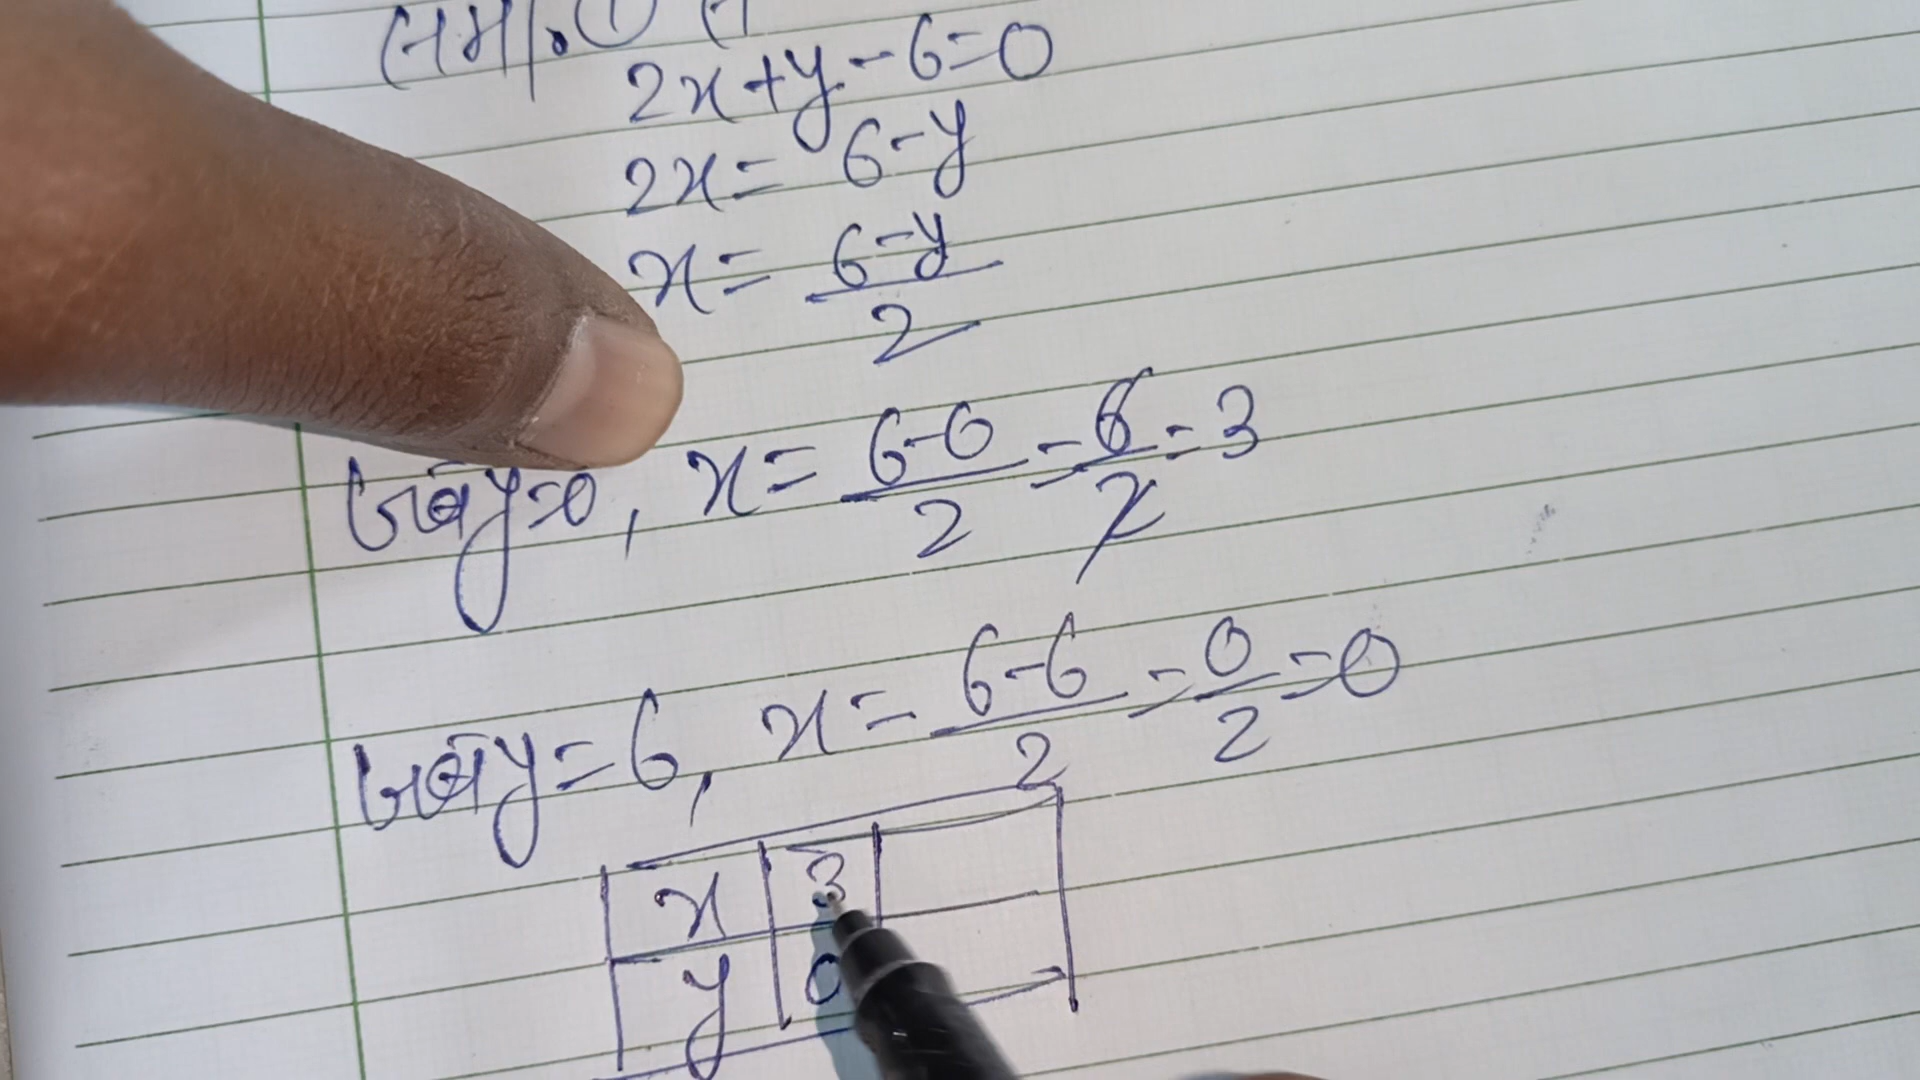 समी. ① से
2x+y-6=0
2x= 6-y
x= 6-y/2
जब y=0, x= 6-0/2 = 6/2 = 3
जब y=6, x= 6-6/2 = 0/2 = 0
x 3
y 0